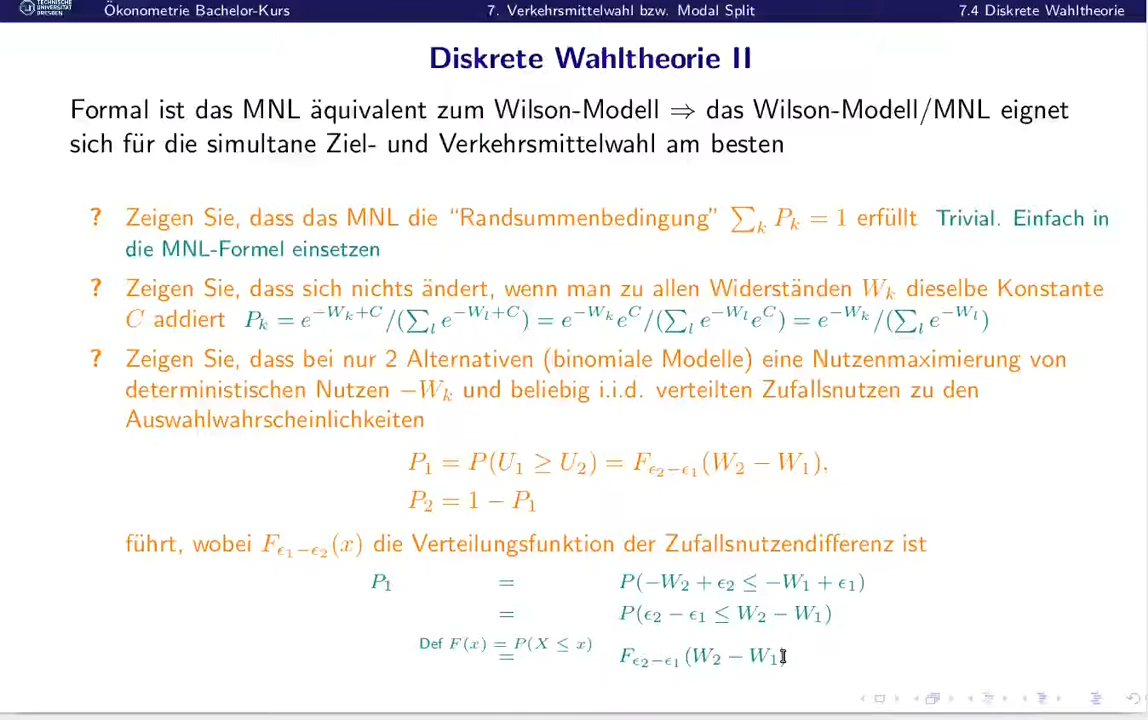 TECHNISCHE
UNIVERSITÄT
DRESDEN
Ökonometrie Bachelor-Kurs 7. Verkehrsmittelwahl bzw. Modal Split 7.4 Diskrete Wahltheorie
Diskrete Wahltheorie II
Formal ist das MNL äquivalent zum Wilson-Modell ⇒ das Wilson-Modell/MNL eignet
sich für die simultane Ziel- und Verkehrsmittelwahl am besten
? Zeigen Sie, dass das MNL die “Randsummenbedingung” ∑_k P_k = 1 erfüllt Trivial. Einfach in
die MNL-Formel einsetzen
? Zeigen Sie, dass sich nichts ändert, wenn man zu allen Widerständen W_k dieselbe Konstante
C addiert P_k = e^{−W_k+C}/(∑_l e^{−W_l+C}) = e^{−W_k}e^C/(∑_l e^{−W_l}e^C) = e^{−W_k}/(∑_l e^{−W_l})
? Zeigen Sie, dass bei nur 2 Alternativen (binomiale Modelle) eine Nutzenmaximierung von
deterministischen Nutzen −W_k und beliebig i.i.d. verteilten Zufallsnutzen zu den
Auswahlwahrscheinlichkeiten
P_1 = P(U_1 ≥ U_2) = F_{ϵ_2−ϵ_1}(W_2 − W_1),
P_2 = 1 − P_1
führt, wobei F_{ϵ_1−ϵ_2}(x) die Verteilungsfunktion der Zufallsnutzendifferenz ist
P_1 = P(−W_2 + ϵ_2 ≤ −W_1 + ϵ_1)
= P(ϵ_2 − ϵ_1 ≤ W_2 − W_1)
Def F(x) = P(X ≤ x)
= F_{ϵ_2−ϵ_1}(W_2 − W_1)